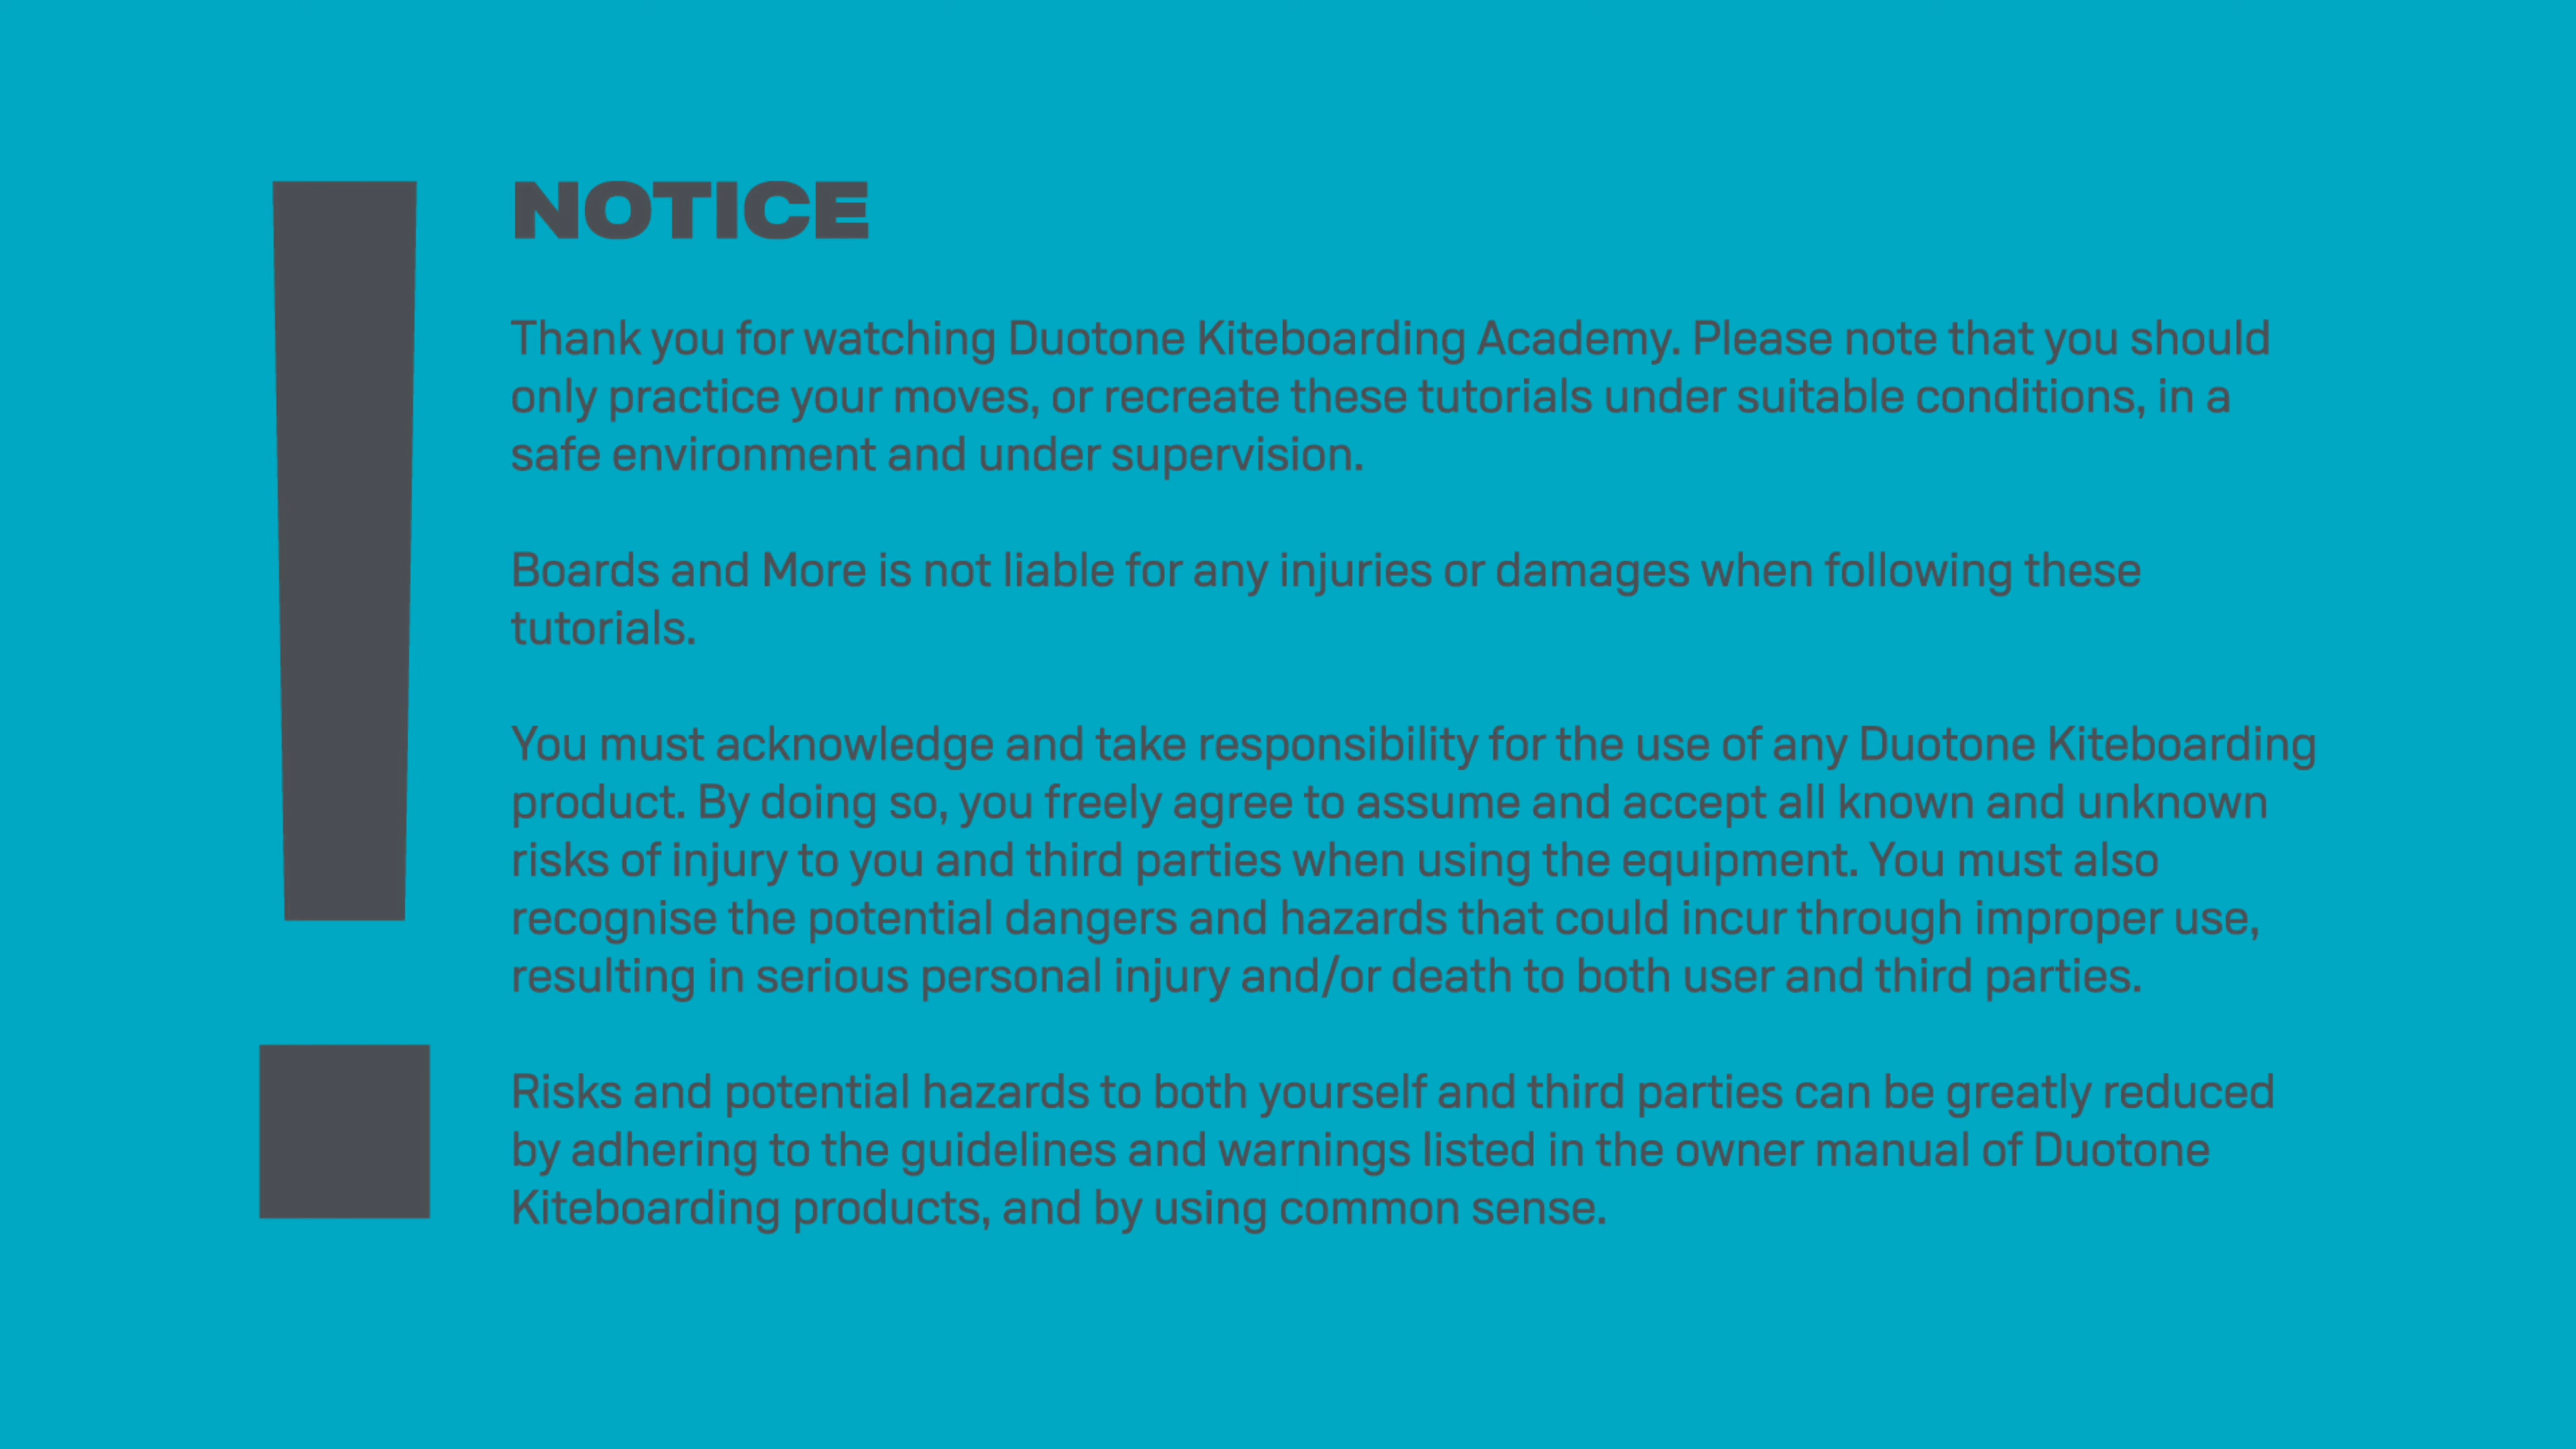 NOTICE
Thank you for watching Duotone Kiteboarding Academy. Please note that you should
only practice your moves, or recreate these tutorials under suitable conditions, in a
safe environment and under supervision.
Boards and More is not liable for any injuries or damages when following these
tutorials.
You must acknowledge and take responsibility for the use of any Duotone Kiteboarding
product. By doing so, you freely agree to assume and accept all known and unknown
risks of injury to you and third parties when using the equipment. You must also
recognise the potential dangers and hazards that could incur through improper use,
resulting in serious personal injury and/or death to both user and third parties.
Risks and potential hazards to both yourself and third parties can be greatly reduced
by adhering to the guidelines and warnings listed in the owner manual of Duotone
Kiteboarding products, and by using common sense.